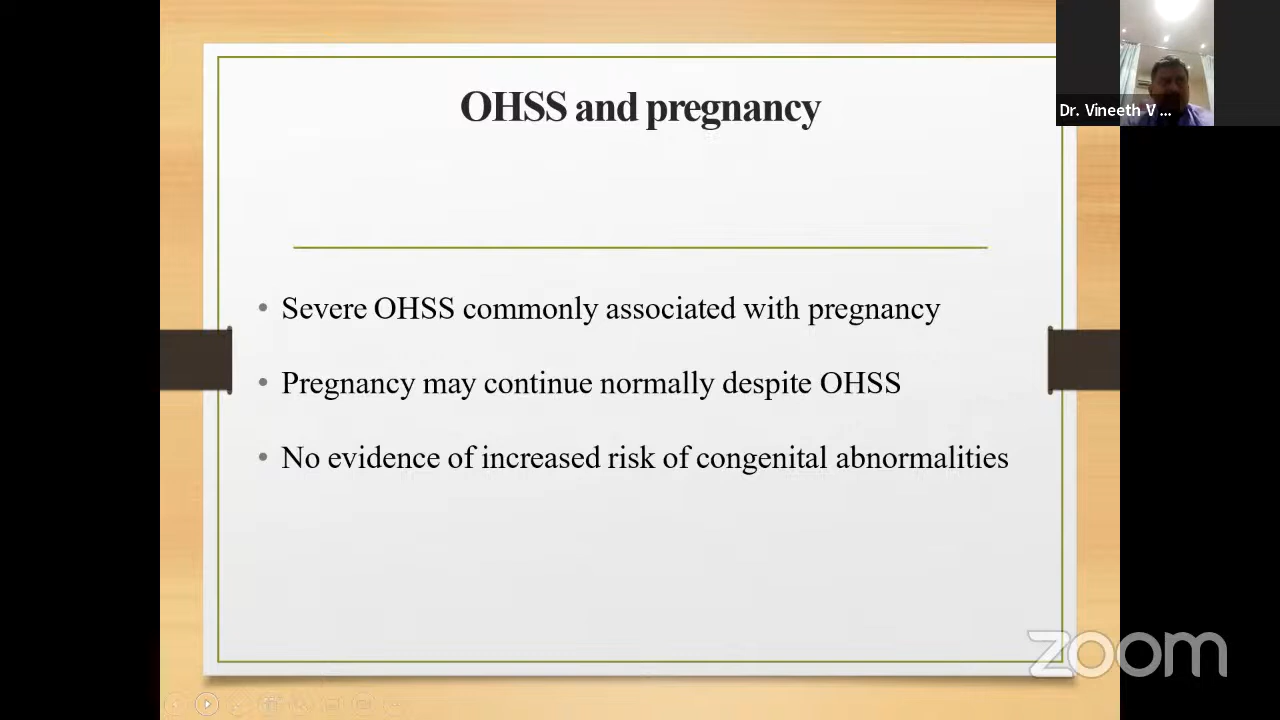 OHSS and pregnancy
Dr. Vineeth V ...
• Severe OHSS commonly associated with pregnancy
• Pregnancy may continue normally despite OHSS
• No evidence of increased risk of congenital abnormalities
zoom